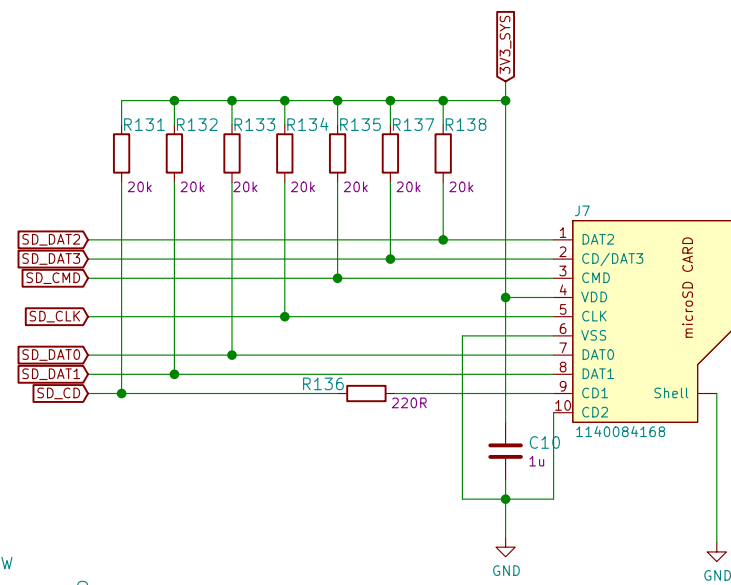 3V3_SYS
R131 R132 R133 R134 R135 R137 R138
20k 20k 20k 20k 20k 20k 20k
J7
SD_DAT2 1 DAT2
SD_DAT3 2 CD/DAT3
SD_CMD 3 CMD
4 VDD
SD_CLK 5 CLK
6 VSS
SD_DAT0 7 DAT0
SD_DAT1 8 DAT1
SD_CD R136 220R 9 CD1 Shell
10 CD2
microSD CARD
1140084168
C10
1u
GND
GND
W